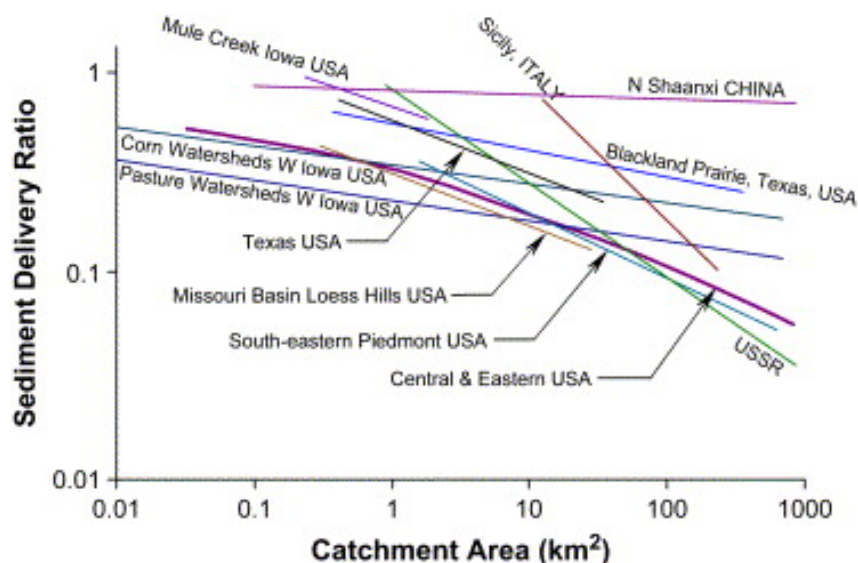 Mule Creek Iowa USA
Sicily, ITALY
N Shaanxi CHINA
1
Blackland Prairie, Texas, USA
Corn Watersheds W Iowa USA
Pasture Watersheds W Iowa USA
Texas USA
0.1
Missouri Basin Loess Hills USA
South-eastern Piedmont USA
Central & Eastern USA
USSR
0.01
Sediment Delivery Ratio
0.01 0.1 1 10 100 1000
Catchment Area (km²)